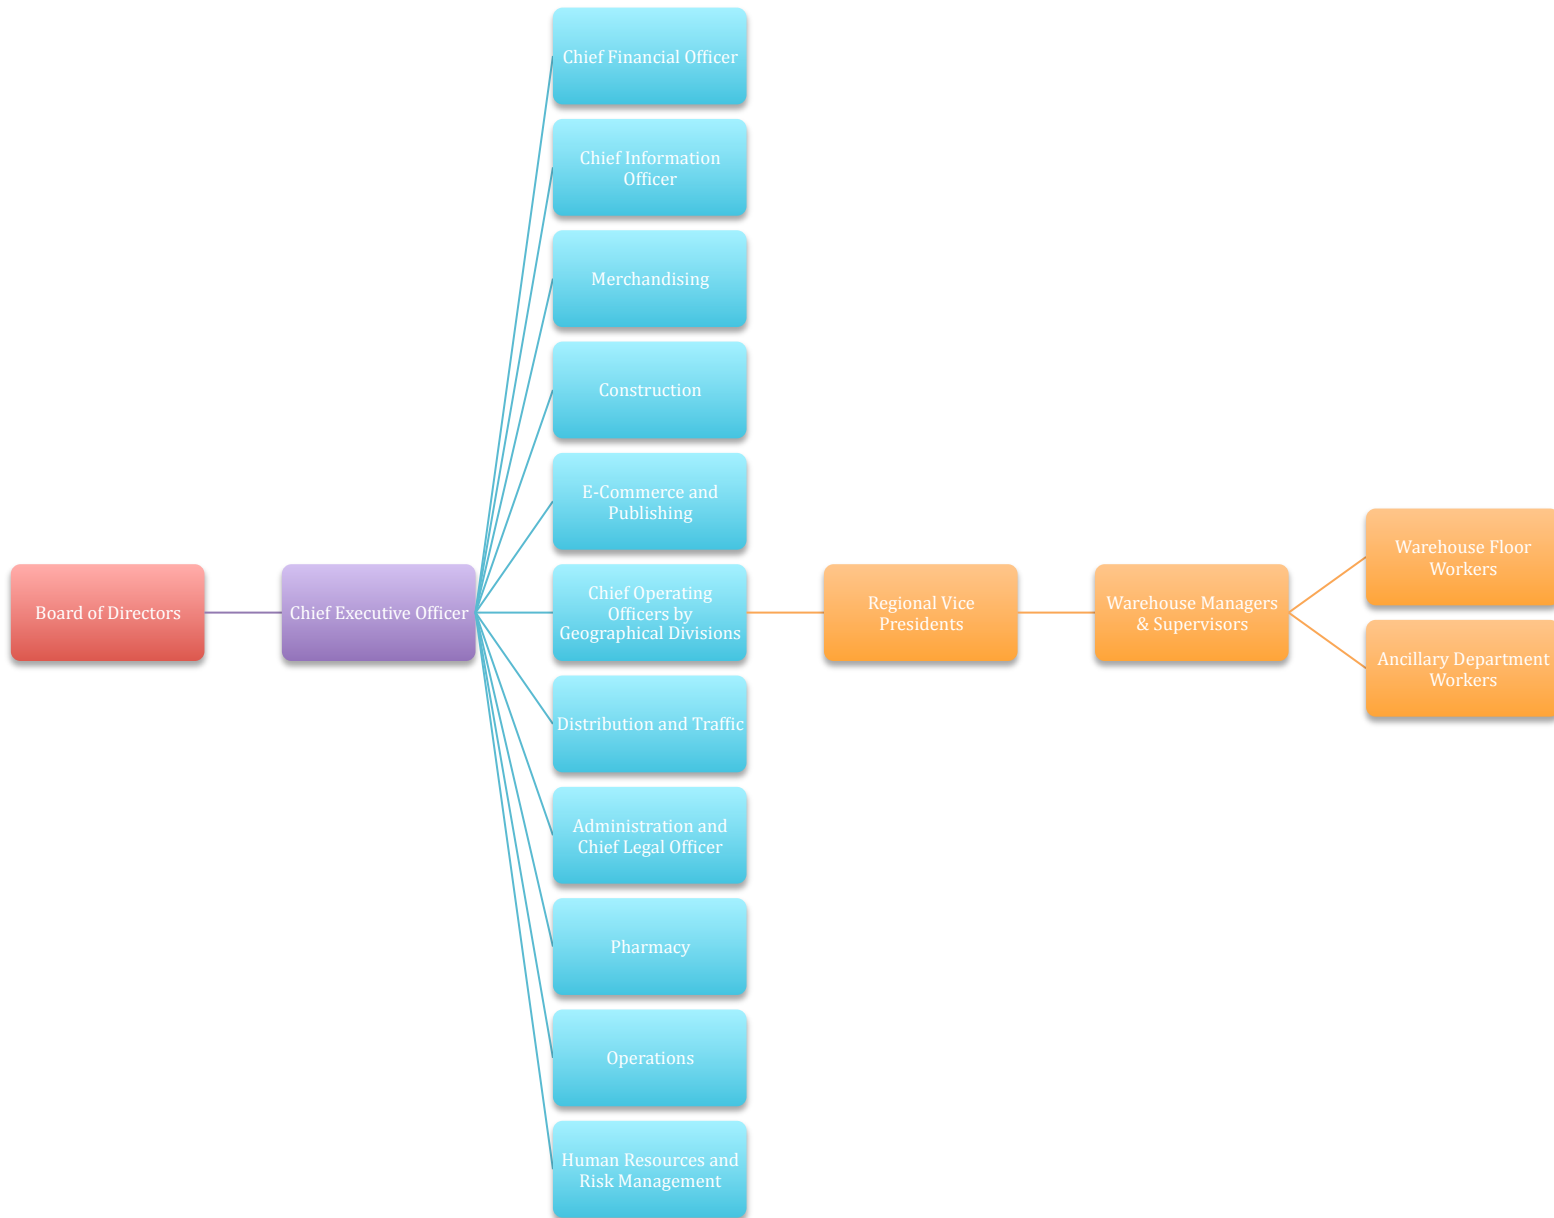 Board of Directors
Chief Executive Officer
Chief Financial Officer
Chief Information
Officer
Merchandising
Construction
E-Commerce and
Publishing
Chief Operating
Officers by
Geographical Divisions
Distribution and Traffic
Administration and
Chief Legal Officer
Pharmacy
Operations
Human Resources and
Risk Management
Regional Vice
Presidents
Warehouse Managers
& Supervisors
Warehouse Floor
Workers
Ancillary Department
Workers